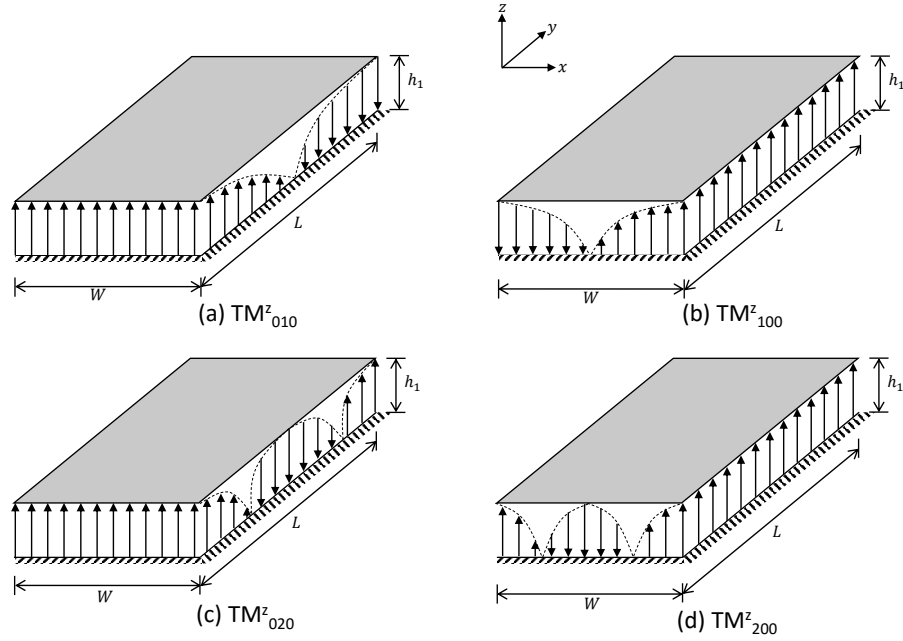 z
y
x
h₁
L
W
(a) TMᶻ₀₁₀
h₁
L
W
(b) TMᶻ₁₀₀
h₁
L
W
(c) TMᶻ₀₂₀
h₁
L
W
(d) TMᶻ₂₀₀